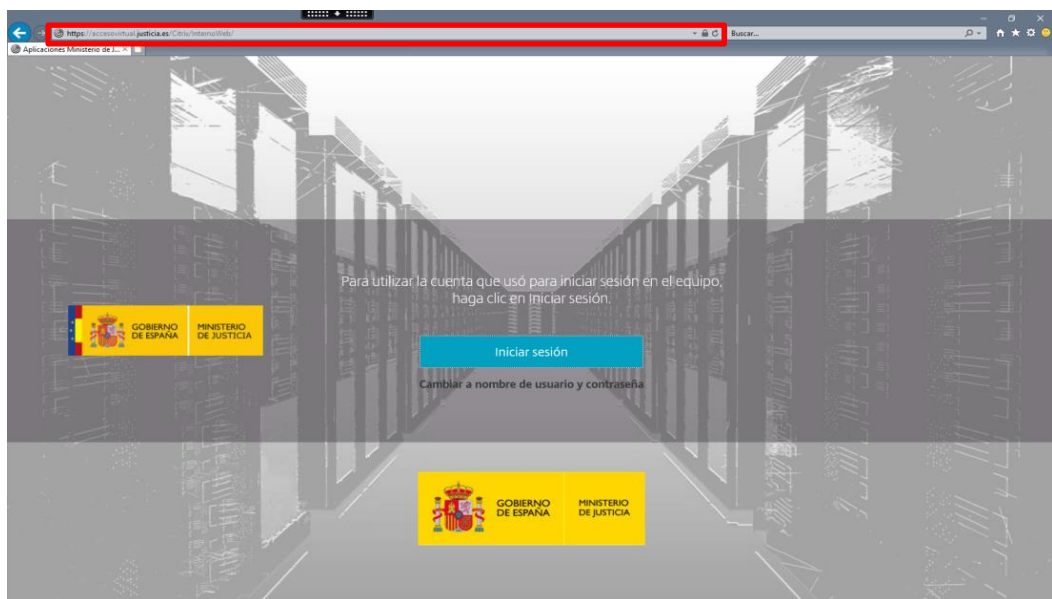 https://accesovirtual.justicia.es/Citrix/InternoWeb/
Buscar...
Aplicaciones Ministerio de J...
Para utilizar la cuenta que usó para iniciar sesión en el equipo,
haga clic en Iniciar sesión.
GOBIERNO
DE ESPAÑA
MINISTERIO
DE JUSTICIA
Iniciar sesión
Cambiar a nombre de usuario y contraseña
GOBIERNO
DE ESPAÑA
MINISTERIO
DE JUSTICIA